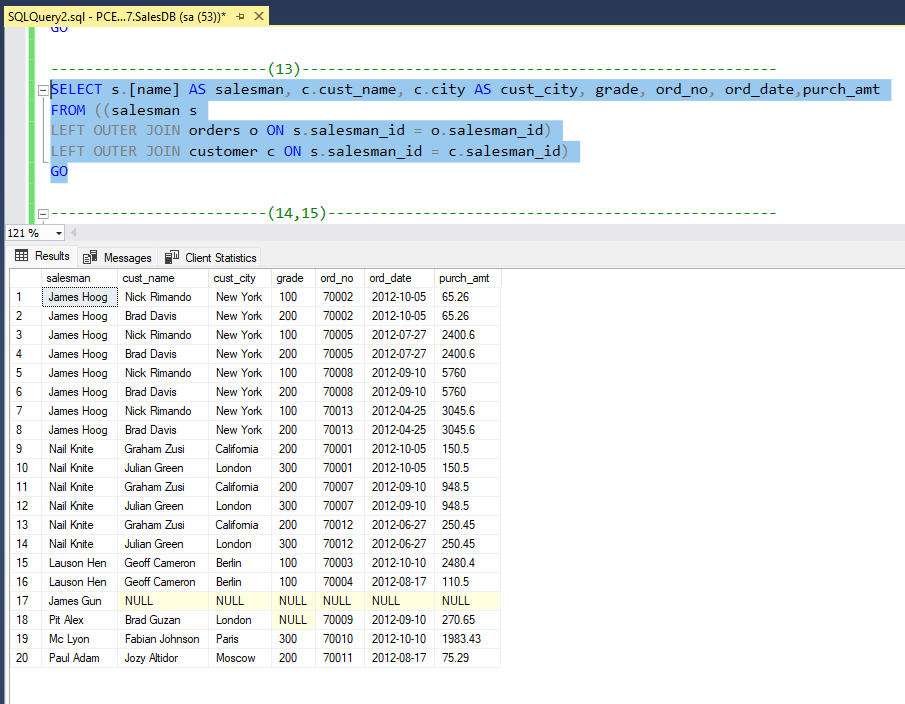 SQLQuery2.sql - PCE...7.SalesDB (sa (53))*
GO
------------------------(13)-----------------------------------------------------
SELECT s.[name] AS salesman, c.cust_name, c.city AS cust_city, grade, ord_no, ord_date,purch_amt
FROM ((salesman s
LEFT OUTER JOIN orders o ON s.salesman_id = o.salesman_id)
LEFT OUTER JOIN customer c ON s.salesman_id = c.salesman_id)
GO
------------------------(14,15)--------------------------------------------------
121 %
Results Messages Client Statistics
salesman cust_name cust_city grade ord_no ord_date purch_amt
1 James Hoog Nick Rimando New York 100 70002 2012-10-05 65.26
2 James Hoog Brad Davis New York 200 70002 2012-10-05 65.26
3 James Hoog Nick Rimando New York 100 70005 2012-07-27 2400.6
4 James Hoog Brad Davis New York 200 70005 2012-07-27 2400.6
5 James Hoog Nick Rimando New York 100 70008 2012-09-10 5760
6 James Hoog Brad Davis New York 200 70008 2012-09-10 5760
7 James Hoog Nick Rimando New York 100 70013 2012-04-25 3045.6
8 James Hoog Brad Davis New York 200 70013 2012-04-25 3045.6
9 Nail Knite Graham Zusi California 200 70001 2012-10-05 150.5
10 Nail Knite Julian Green London 300 70001 2012-10-05 150.5
11 Nail Knite Graham Zusi California 200 70007 2012-09-10 948.5
12 Nail Knite Julian Green London 300 70007 2012-09-10 948.5
13 Nail Knite Graham Zusi California 200 70012 2012-06-27 250.45
14 Nail Knite Julian Green London 300 70012 2012-06-27 250.45
15 Lauson Hen Geoff Cameron Berlin 100 70003 2012-10-10 2480.4
16 Lauson Hen Geoff Cameron Berlin 100 70004 2012-08-17 110.5
17 James Gun NULL NULL NULL NULL NULL NULL
18 Pit Alex Brad Guzan London NULL 70009 2012-09-10 270.65
19 Mc Lyon Fabian Johnson Paris 300 70010 2012-10-10 1983.43
20 Paul Adam Jozy Altidor Moscow 200 70011 2012-08-17 75.29